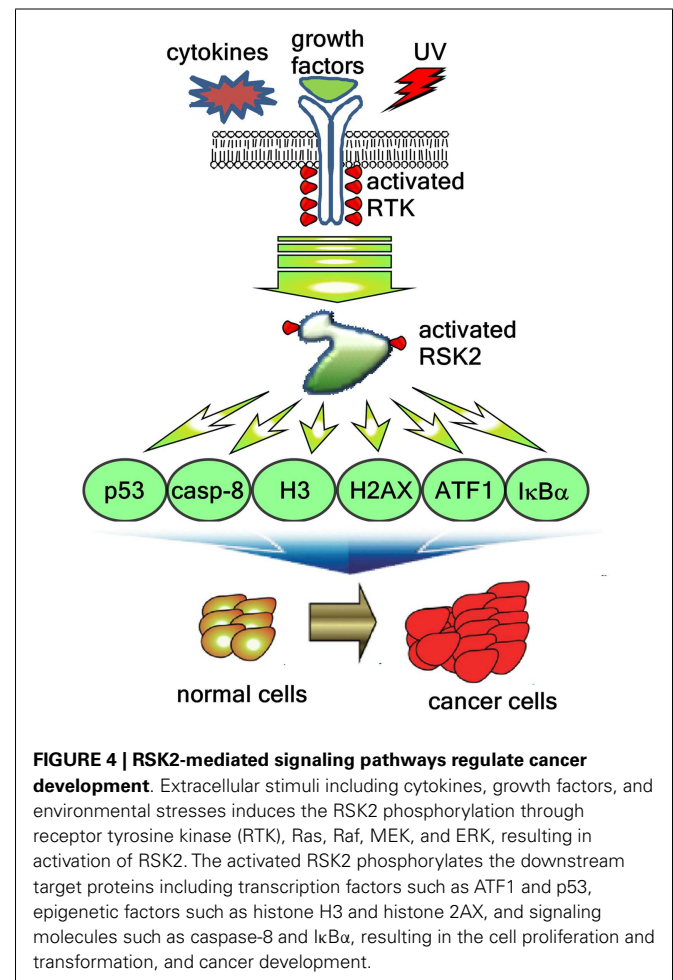 cytokines
growth
factors
UV
activated
RTK
activated
RSK2
p53 casp-8 H3 H2AX ATF1 IκBα
normal cells
cancer cells
FIGURE 4 | RSK2-mediated signaling pathways regulate cancer
development. Extracellular stimuli including cytokines, growth factors, and
environmental stresses induces the RSK2 phosphorylation through
receptor tyrosine kinase (RTK), Ras, Raf, MEK, and ERK, resulting in
activation of RSK2. The activated RSK2 phosphorylates the downstream
target proteins including transcription factors such as ATF1 and p53,
epigenetic factors such as histone H3 and histone 2AX, and signaling
molecules such as caspase-8 and IκBα, resulting in the cell proliferation and
transformation, and cancer development.